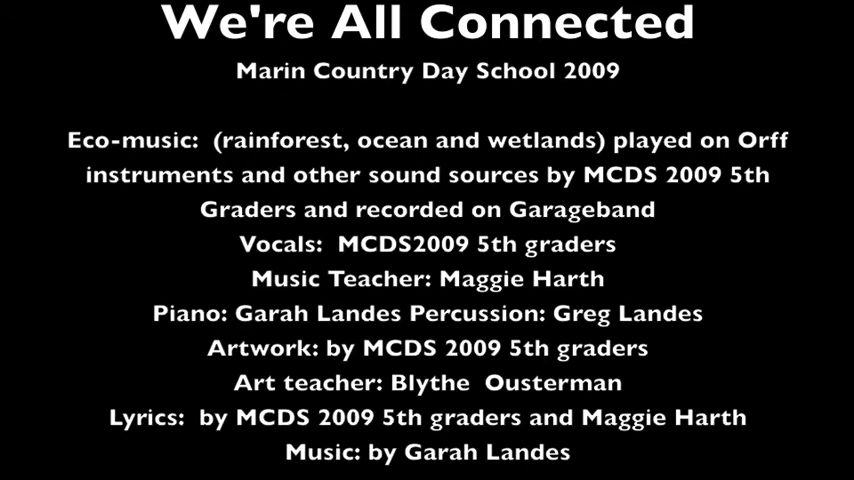 We're All Connected
Marin Country Day School 2009
Eco-music:  (rainforest, ocean and wetlands) played on Orff
instruments and other sound sources by MCDS 2009 5th
Graders and recorded on Garageband
Vocals:  MCDS2009 5th graders
Music Teacher: Maggie Harth
Piano: Garah Landes Percussion: Greg Landes
Artwork: by MCDS 2009 5th graders
Art teacher: Blythe  Ousterman
Lyrics:  by MCDS 2009 5th graders and Maggie Harth
Music: by Garah Landes